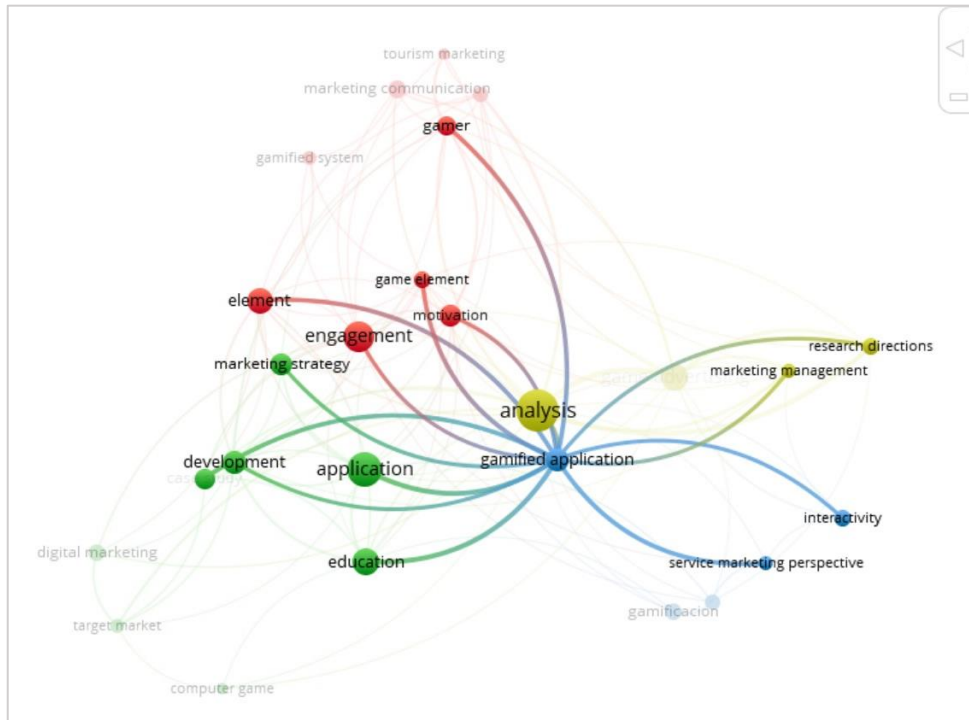 tourism marketing
marketing communication
gamer
gamified system
game element
element
motivation
engagement
marketing strategy
research directions
marketing management
analysis
gamified application
development
application
interactivity
digital marketing
education
service marketing perspective
gamificacion
target market
computer game